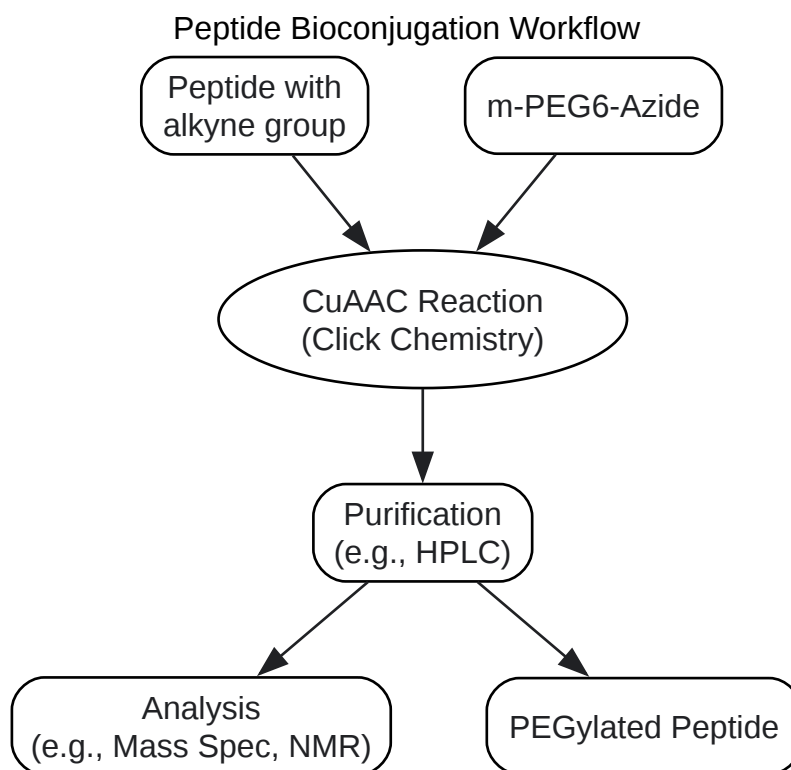 Peptide Bioconjugation Workflow
Peptide with
alkyne group
m-PEG6-Azide
CuAAC Reaction
(Click Chemistry)
Purification
(e.g., HPLC)
Analysis
(e.g., Mass Spec, NMR)
PEGylated Peptide